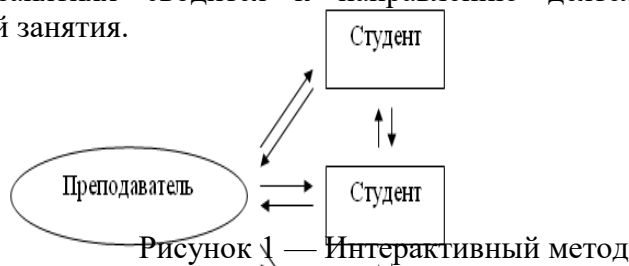 й занятия.
Студент
Преподаватель
Студент
Рисунок 1 — Интерактивный метод